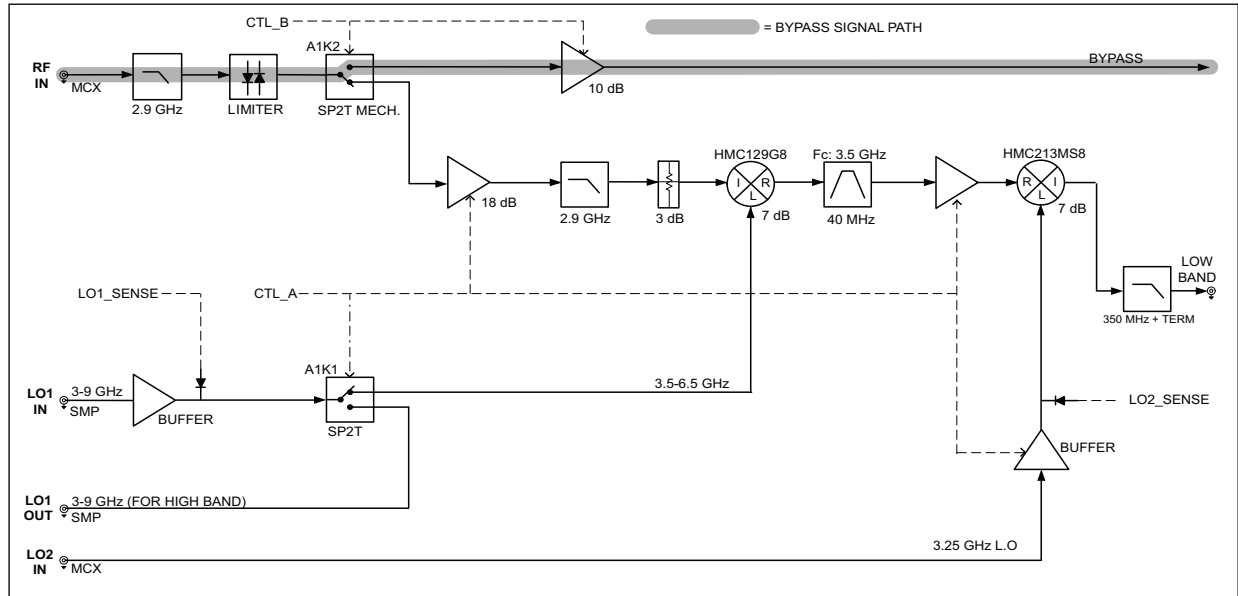 CTL_B
= BYPASS SIGNAL PATH
A1K2
RF
IN
MCX
BYPASS
2.9 GHz
LIMITER
SP2T MECH.
10 dB
HMC129G8
Fc: 3.5 GHz
HMC213MS8
I
R
L
R
I
L
18 dB
2.9 GHz
3 dB
7 dB
40 MHz
7 dB
LOW
BAND
350 MHz + TERM
LO1_SENSE
CTL_A
A1K1
LO1
IN
3-9 GHz
SMP
BUFFER
SP2T
3.5-6.5 GHz
LO2_SENSE
BUFFER
LO1
OUT
3-9 GHz (FOR HIGH BAND)
SMP
LO2
IN
MCX
3.25 GHz L.O